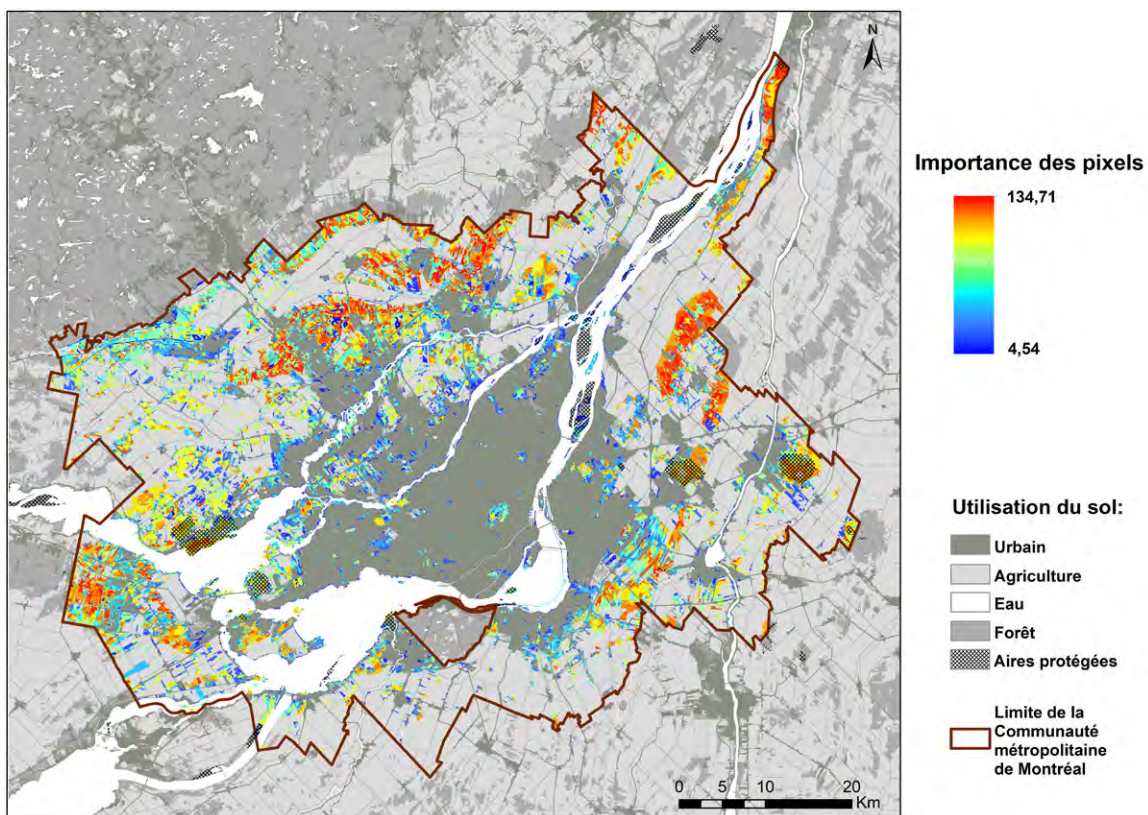 N
Importance des pixels
134,71
4,54
Utilisation du sol:
Urbain
Agriculture
Eau
Forêt
Aires protégées
Limite de la
Communauté
métropolitaine
de Montréal
0 5 10 20
Km